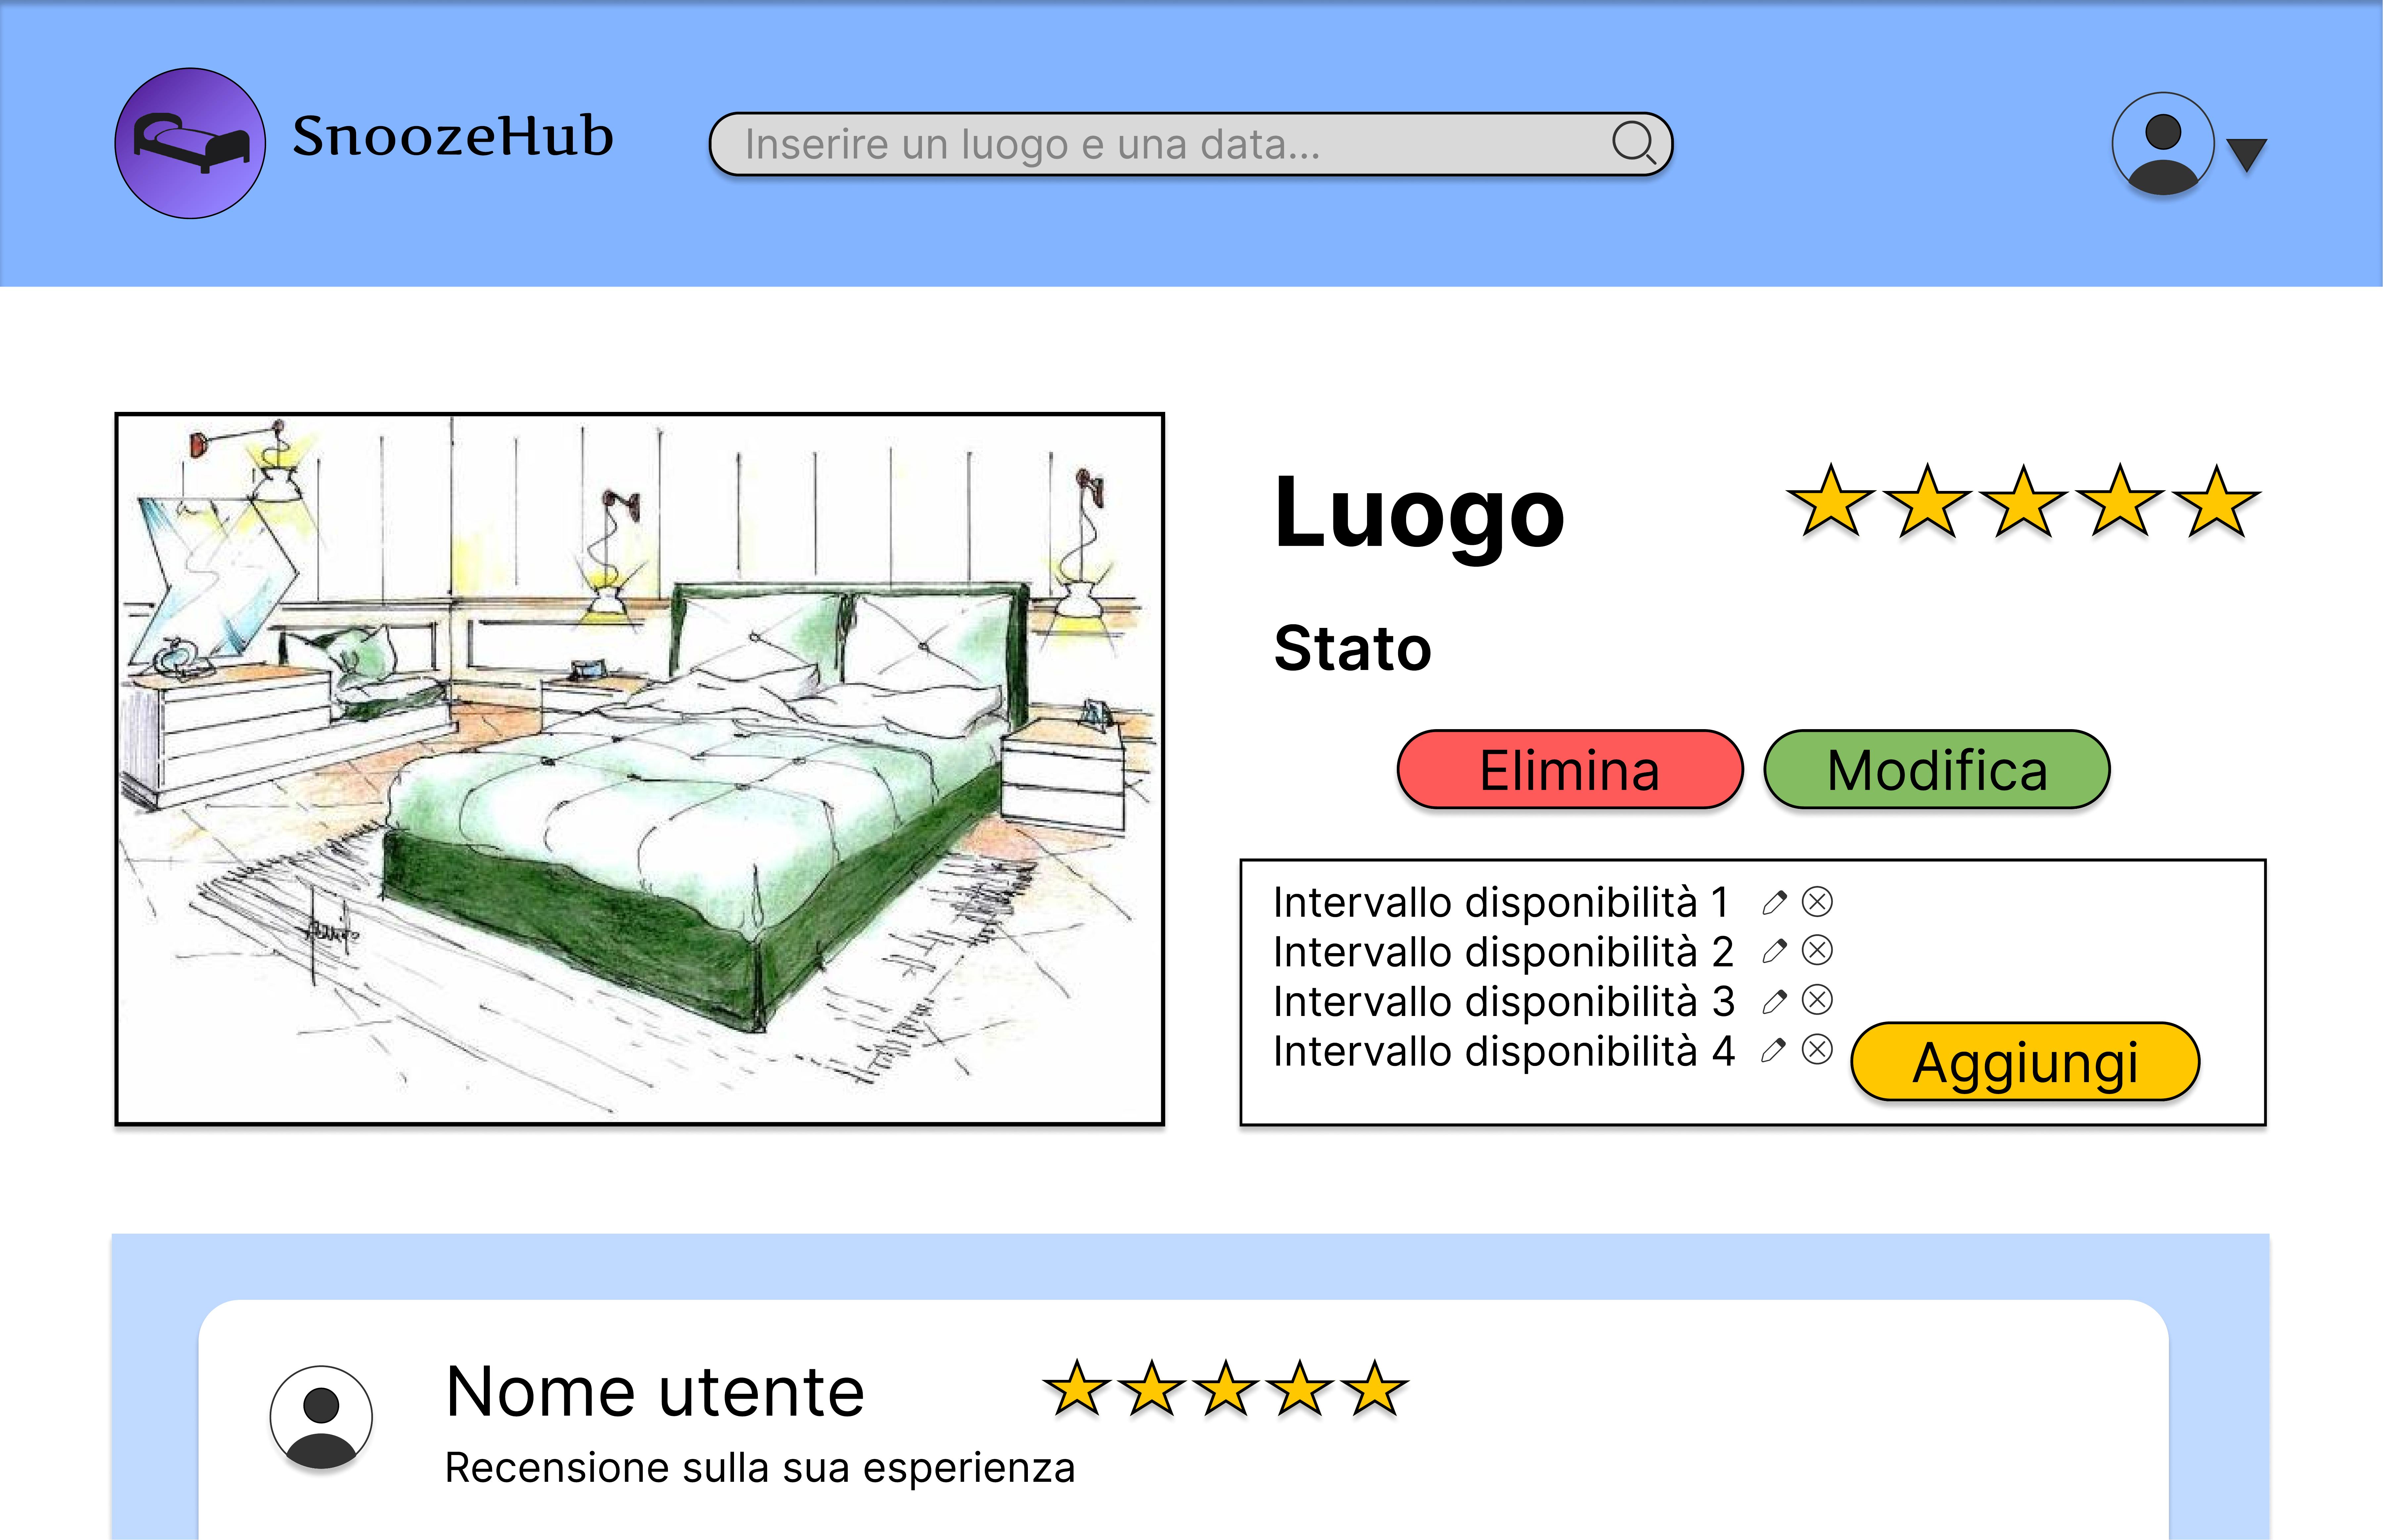 SnoozeHub
Inserire un luogo e una data...
Luogo
Stato
Elimina
Modifica
Intervallo disponibilità 1
Intervallo disponibilità 2
Intervallo disponibilità 3
Intervallo disponibilità 4
Aggiungi
Nome utente
Recensione sulla sua esperienza